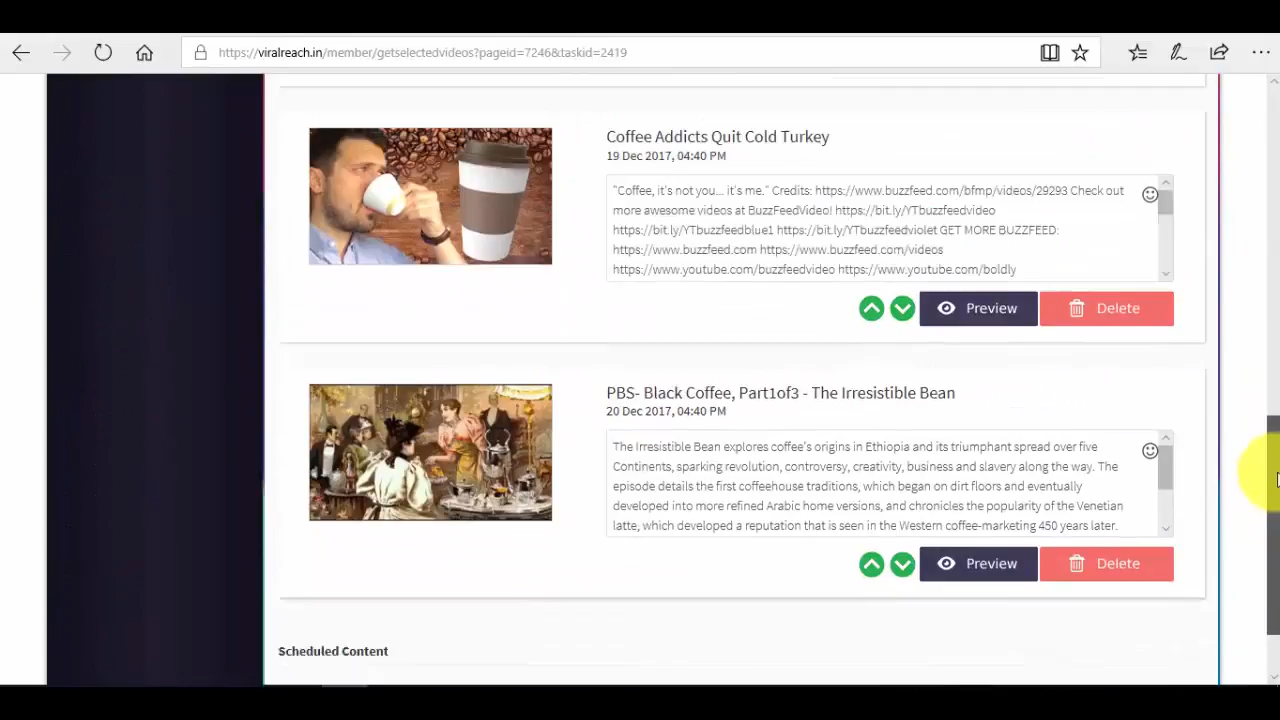 https://viralreach.in/member/getselectedvideos?pageid=7246&taskid=2419
Coffee Addicts Quit Cold Turkey
19 Dec 2017, 04:40 PM
"Coffee, it's not you... it's me." Credits: https://www.buzzfeed.com/bfmp/videos/29293 Check out
more awesome videos at BuzzFeedVideo! https://bit.ly/YTbuzzfeedvideo
https://bit.ly/YTbuzzfeedblue1 https://bit.ly/YTbuzzfeedviolet GET MORE BUZZFEED:
https://www.buzzfeed.com https://www.buzzfeed.com/videos
https://www.youtube.com/buzzfeedvideo https://www.youtube.com/boldly
Preview
Delete
PBS- Black Coffee, Part1of3 - The Irresistible Bean
20 Dec 2017, 04:40 PM
The Irresistible Bean explores coffee's origins in Ethiopia and its triumphant spread over five
Continents, sparking revolution, controversy, creativity, business and slavery along the way. The
episode details the first coffeehouse traditions, which began on dirt floors and eventually
developed into more refined Arabic home versions, and chronicles the popularity of the Venetian
latte, which developed a reputation that is seen in the Western coffee-marketing 450 years later.
Preview
Delete
Scheduled Content